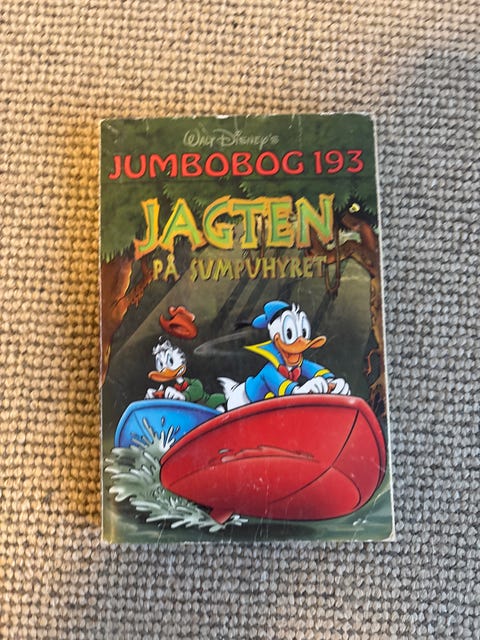 WALT DISNEY'S
JUMBOBOG 193
JAGTEN
PÅ SUMPUHYRET